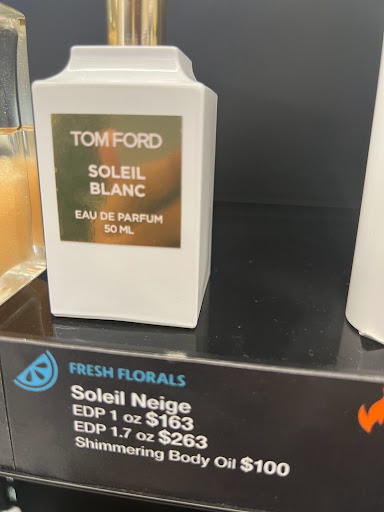 TOM FORD
SOLEIL
BLANC
EAU DE PARFUM
50 ML
FRESH FLORALS
Soleil Neige
EDP 1 oz $163
EDP 1.7 oz $263
Shimmering Body Oil $100